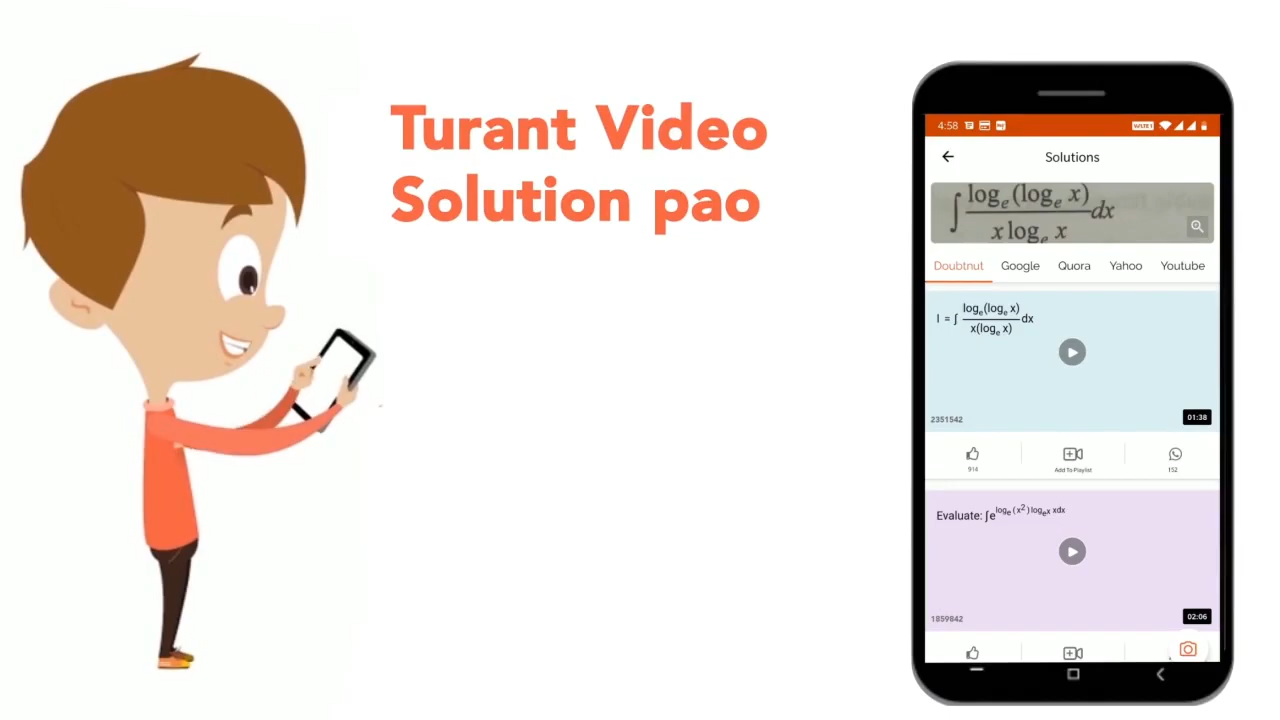 Turant Video
Solution pao
4:58
Solutions
∫ logₑ(logₑ x) / x logₑ x dx
Doubtnut Google Quora Yahoo Youtube
I = ∫ logₑ(logₑ x) / x(logₑ x) dx
2351542 01:38
914 Add To Playlist 152
Evaluate: ∫e^logₑ(x²)logₑx xdx
1859842 02:06